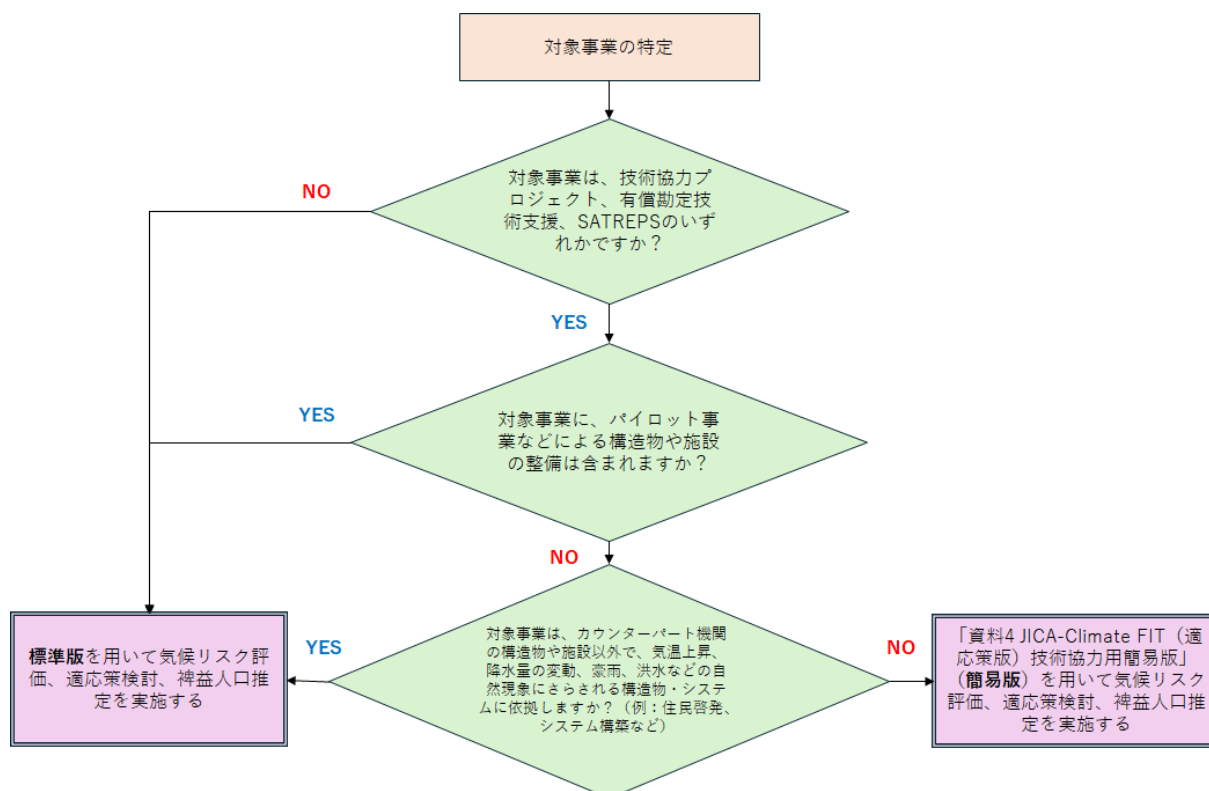 対象事業の特定
対象事業は、技術協力プ
ロジェクト、有償勘定技
術支援、SATREPSのいず
れかですか？
NO
YES
対象事業に、パイロット事
業などによる構造物や施設
の整備は含まれますか？
YES
NO
対象事業は、カウンターパート機関
の構造物や施設以外で、気温上昇、
降水量の変動、豪雨、洪水などの自
然現象にさらされる構造物・システ
ムに依拠しますか？（例：住民啓発、
システム構築など）
YES
NO
標準版を用いて気候リスク評
価、適応策検討、裨益人口推
定を実施する
「資料4 JICA-Climate FIT（適
応策版）技術協力用簡易版」
（簡易版）を用いて気候リスク
評価、適応策検討、裨益人口推
定を実施する